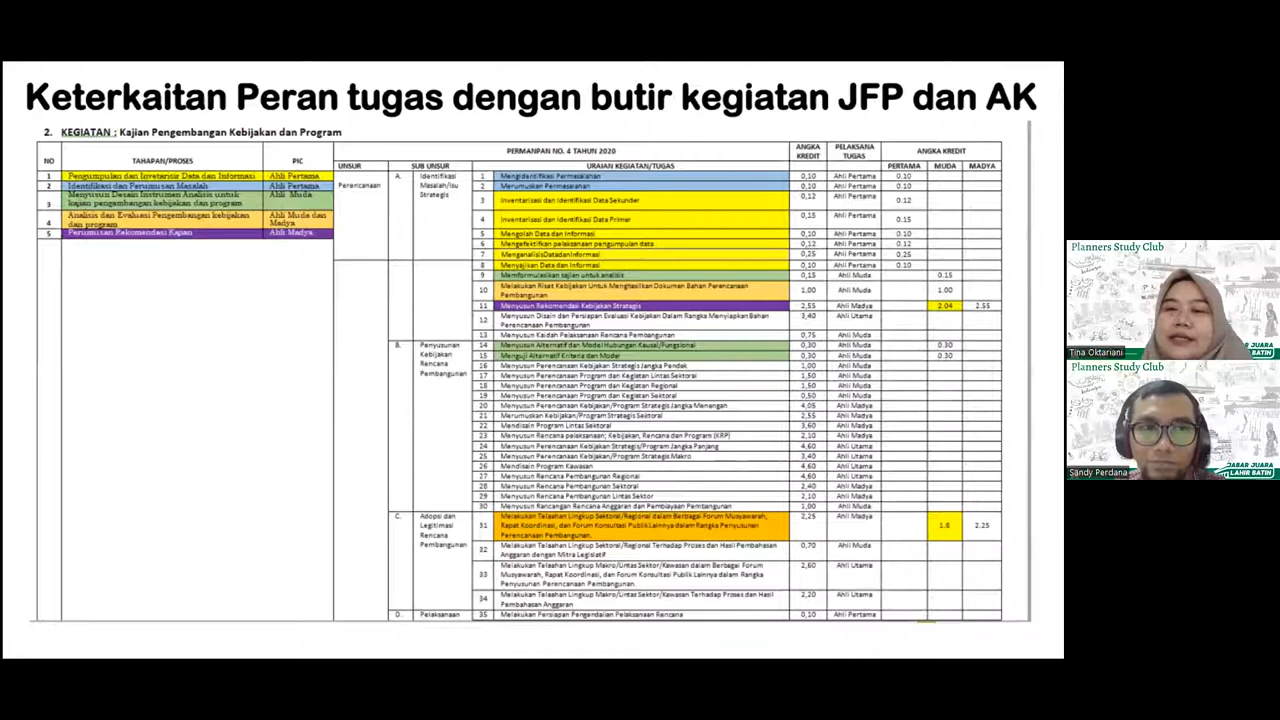 Keterkaitan Peran tugas dengan butir kegiatan JFP dan AK
2. KEGIATAN : Kajian Pengembangan Kebijakan dan Program
NO TAHAPAN/PROSES PIC PERMANPAN NO. 4 TAHUN 2020 ANGKA KREDIT PELAKSANA TUGAS ANGKA KREDIT
UNSUR SUB UNSUR URAIAN KEGIATAN/TUGAS PERTAMA MUDA MADYA
1 Pengumpulan dan Invetarisir Data dan Informasi Ahli Pertama
2 Identifikasi dan Perumusan Masalah Ahli Pertama
3 Menyusun Desain Instrumen Analisis untuk kajian pengembangan kebijakan dan program Ahli Muda
4 Analisis dan Evaluasi Pengembangan kebijakan dan program Ahli Muda dan Madya
5 Perumusan Rekomendasi Kajian Ahli Madya
Perencanaan
A. Identifikasi Masalah/Isu Strategis
1 Mengidentifikasi Permasalahan 0,10 Ahli Pertama 0.10
2 Merumuskan Permasalahan 0,10 Ahli Pertama 0.10
3 Inventarisasi dan Identifikasi Data Sekunder 0,12 Ahli Pertama 0.12
4 Inventarisasi dan Identifikasi Data Primer 0,15 Ahli Pertama 0.15
5 Mengolah Data dan Informasi 0,10 Ahli Pertama 0.10
6 Mengefektifkan pelaksanaan pengumpulan data 0,12 Ahli Pertama 0.12
7 MenganalisisDatadanInformasi 0,25 Ahli Pertama 0.25
8 Menyajikan Data dan Informasi 0,10 Ahli Pertama 0.10
9 Memformulasikan sajian untuk analisis 0,15 Ahli Muda 0.15
10 Melakukan Riset Kebijakan Untuk Menghasilkan Dokumen Bahan Perencanaan Pembangunan 1,00 Ahli Muda 1.00
11 Menyusun Rekomendasi Kebijakan Strategis 2,55 Ahli Madya 2.04 2.55
12 Menyusun Disain dan Persiapan Evaluasi Kebijakan Dalam Rangka Menyiapkan Bahan Perencanaan Pembangunan 3,40 Ahli Utama
13 Menyusun Kaidah Pelaksanaan Rencana Pembangunan 0,75 Ahli Muda
B. Penyusunan Kebijakan Rencana Pembangunan
14 Menyusun Alternatif dan Model Hubungan Kausal/Fungsional 0,30 Ahli Muda 0.30
15 Menguji Alternatif Kriteria dan Model 0,30 Ahli Muda 0.30
16 Menyusun Perencanaan Kebijakan Strategis Jangka Pendek 1,00 Ahli Muda
17 Menyusun Perencanaan Program dan Kegiatan Lintas Sektoral 1,50 Ahli Muda
18 Menyusun Perencanaan Program dan Kegiatan Regional 1,50 Ahli Muda
19 Menyusun Perencanaan Program dan Kegiatan Sektoral 0,50 Ahli Muda
20 Menyusun Perencanaan Kebijakan/Program Strategis Jangka Menengah 4,05 Ahli Madya
21 Merumuskan Kebijakan/Program Strategis Sektoral 2,55 Ahli Madya
22 Mendisain Program Lintas Sektoral 3,60 Ahli Madya
23 Menyusun Rencana pelaksanaan; Kebijakan, Rencana dan Program (KRP) 2,10 Ahli Madya
24 Menyusun Perencanaan Kebijakan Strategis/Program Jangka Panjang 4,60 Ahli Utama
25 Menyusun Perencanaan Kebijakan/Program Strategis Makro 3,40 Ahli Utama
26 Mendisain Program Kawasan 4,60 Ahli Utama
27 Menyusun Rencana Pembangunan Regional 4,60 Ahli Utama
28 Menyusun Rencana Pembangunan Sektoral 2,40 Ahli Madya
29 Menyusun Rencana Pembangunan Lintas Sektor 2,10 Ahli Madya
30 Menyusun Rancangan Rencana Anggaran dan Pembiayaan Pembangunan 1,00 Ahli Muda
C. Adopsi dan Legitimasi Rencana Pembangunan
31 Melakukan Telaahan Lingkup Sektoral/Regional dalam Berbagai Forum Musyawarah, Rapat Koordinasi, dan Forum Konsultasi Publik Lainnya dalam Rangka Penyusunan Perencanaan Pembangunan. 2,25 Ahli Madya 1.8 2.25
32 Melakukan Telaahan Lingkup Sektoral/Regional Terhadap Proses dan Hasil Pembahasan Anggaran dengan Mitra Legislatif 0,70 Ahli Muda
33 Melakukan Telaahan Lingkup Makro/Lintas Sektor/Kawasan dalam Berbagai Forum Musyawarah, Rapat Koordinasi, dan Forum Konsultasi Publik Lainnya dalam Rangka Penyusunan Perencanaan Pembangunan. 2,60 Ahli Utama
34 Melakukan Telaahan Lingkup Makro/Lintas Sektor/Kawasan Terhadap Proses dan Hasil Pembahasan Anggaran 2,20 Ahli Utama
D. Pelaksanaan 35 Melakukan Persiapan Pengendalian Pelaksanaan Rencana 0,10 Ahli Pertama
Planners Study Club
Tina Oktariani
JUARA
BATIN
Planners Study Club
Sandy Perdana
JABAR JUARA
LAHIR BATIN